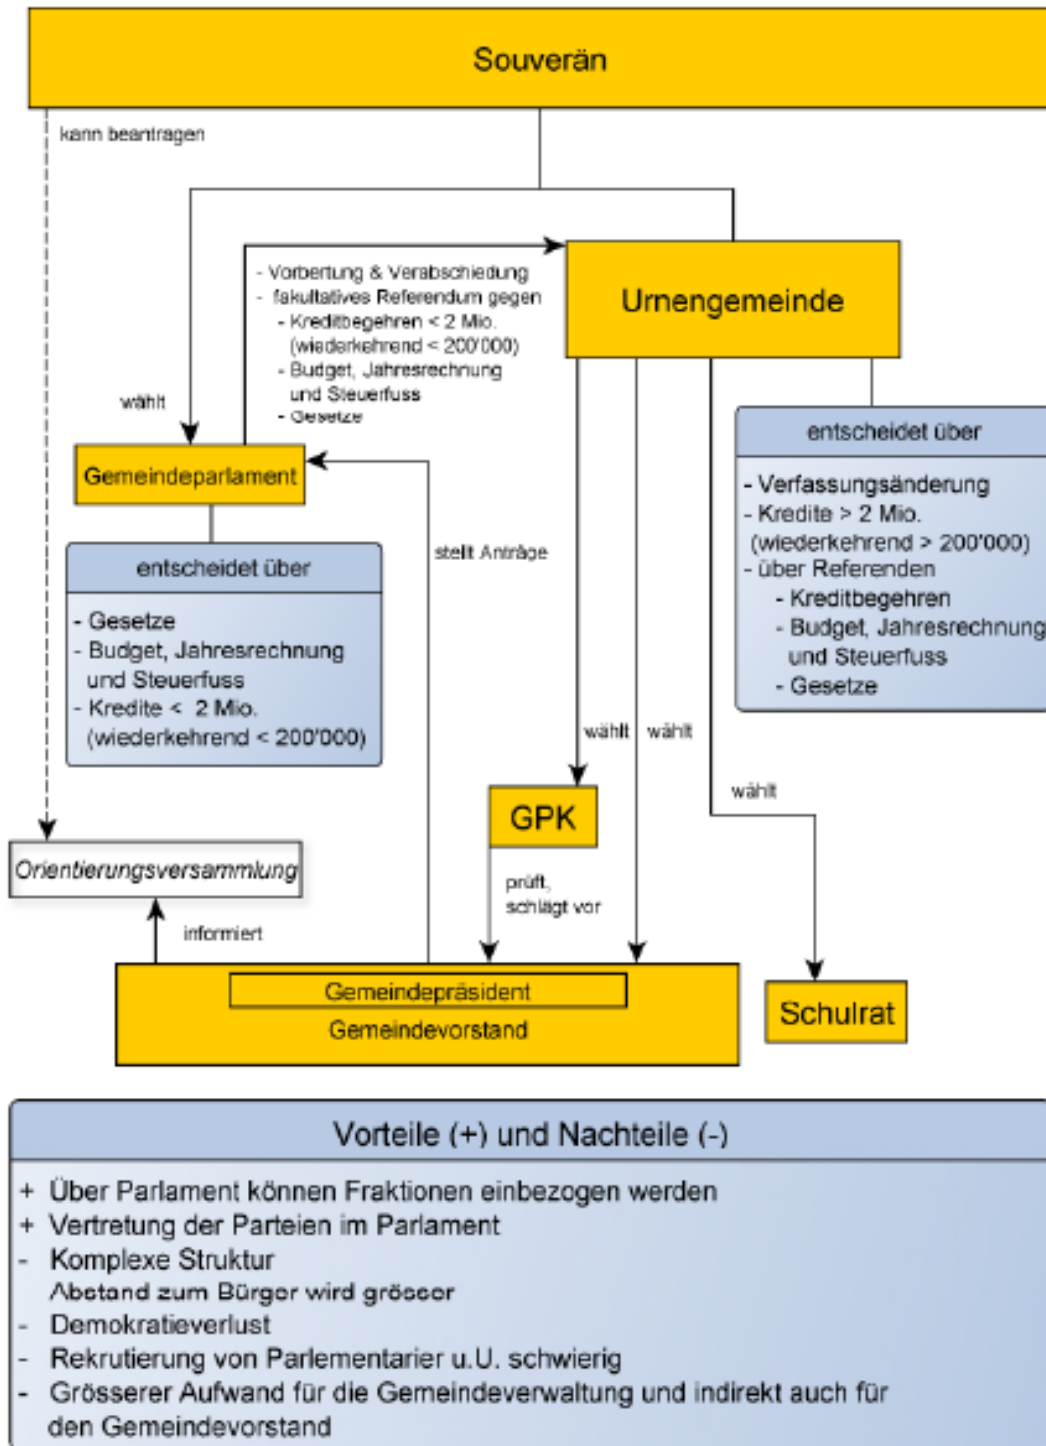 Souverän
kann beantragen
- Vorbertung & Verabschiedung
- fakultatives Referendum gegen
- Kreditbegehren < 2 Mio.
(wiederkehrend < 200'000)
- Budget, Jahresrechnung
und Steuerfuss
- Gesetze
Urnengemeinde
wählt
Gemeindeparlament
entscheidet über
- Gesetze
- Budget, Jahresrechnung
und Steuerfuss
- Kredite < 2 Mio.
(wiederkehrend < 200'000)
stellt Anträge
entscheidet über
- Verfassungsänderung
- Kredite > 2 Mio.
(wiederkehrend > 200'000)
- über Referenden
- Kreditbegehren
- Budget, Jahresrechnung
und Steuerfuss
- Gesetze
wählt
wählt
wählt
GPK
Orientierungsversammlung
prüft,
schlägt vor
informiert
Gemeindepräsident
Gemeindevorstand
Schulrat
Vorteile (+) und Nachteile (-)
+ Über Parlament können Fraktionen einbezogen werden
+ Vertretung der Parteien im Parlament
- Komplexe Struktur
Abstand zum Bürger wird grösser
- Demokratieverlust
- Rekrutierung von Parlementarier u.U. schwierig
- Grösserer Aufwand für die Gemeindeverwaltung und indirekt auch für
den Gemeindevorstand